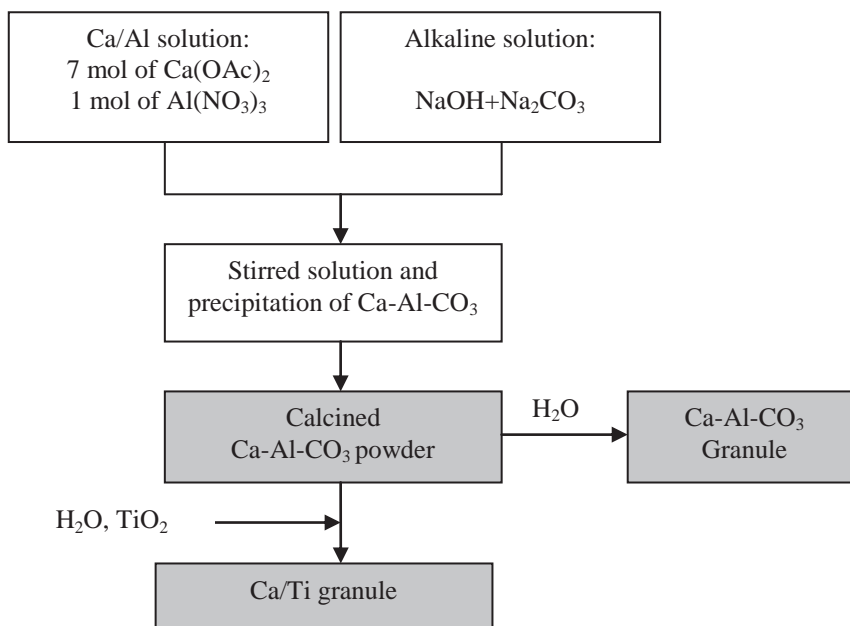 Ca/Al solution:
7 mol of Ca(OAc)₂
1 mol of Al(NO₃)₃
Alkaline solution:
NaOH+Na₂CO₃
Stirred solution and
precipitation of Ca-Al-CO₃
Calcined
Ca-Al-CO₃ powder
H₂O
Ca-Al-CO₃
Granule
H₂O, TiO₂
Ca/Ti granule